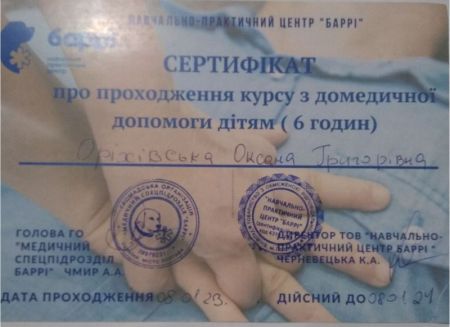 НАВЧАЛЬНО-ПРАКТИЧНИЙ ЦЕНТР "БАРРІ"
баррі
СЕРТИФІКАТ
про проходження курсу з домедичної
допомоги дітям ( 6 годин)
Оріхівська Оксана Григорівна
ГОЛОВА ГО
"МЕДИЧНИЙ
СПЕЦПІДРОЗДІЛ
БАРРІ" ЧМИР А.А.
"НАВЧАЛЬНО-
ПРАКТИЧНИЙ
ЦЕНТР "БАРРІ"
ДИРЕКТОР ТОВ "НАВЧАЛЬНО-
ПРАКТИЧНИЙ ЦЕНТР БАРРІ "
ЧЕРНЕВЕЦЬКА К.А.
ДАТА ПРОХОДЖЕННЯ 08.01.23.
ДІЙСНИЙ ДО 08.01.24